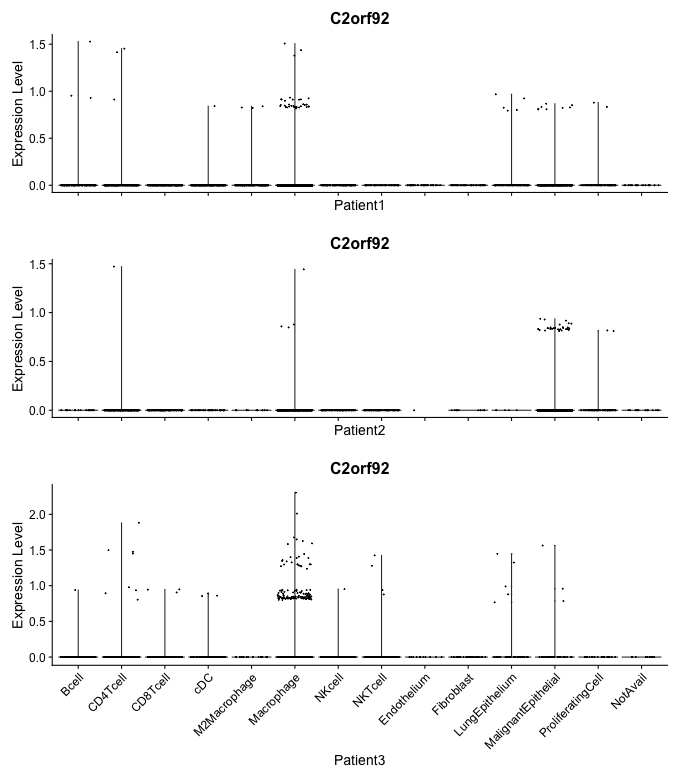 C2orf92
Expression Level
1.5
1.0
0.5
0.0
Patient1
C2orf92
Expression Level
1.5
1.0
0.5
0.0
Patient2
C2orf92
Expression Level
2.0
1.5
1.0
0.5
0.0
Bcell
CD4Tcell
CD8Tcell
cDC
M2Macrophage
Macrophage
NKcell
NKTcell
Endothelium
Fibroblast
LungEpithelium
MalignantEpithelial
ProliferatingCell
NotAvail
Patient3